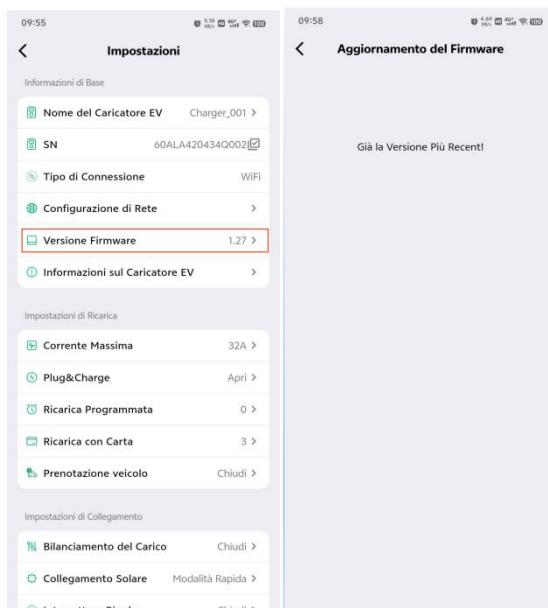 09:55
Impostazioni
Informazioni di Base
Nome del Caricatore EV Charger_001 >
SN 60ALA420434Q002
Tipo di Connessione WiFi
Configurazione di Rete >
Versione Firmware 1.27 >
Informazioni sul Caricatore EV >
Impostazioni di Ricarica
Corrente Massima 32A >
Plug&Charge Apri >
Ricarica Programmata 0 >
Ricarica con Carta 3 >
Prenotazione veicolo Chiudi >
Impostazioni di Collegamento
Bilanciamento del Carico Chiudi >
Collegamento Solare Modalità Rapida >
09:58
Aggiornamento del Firmware
Già la Versione Più Recent!